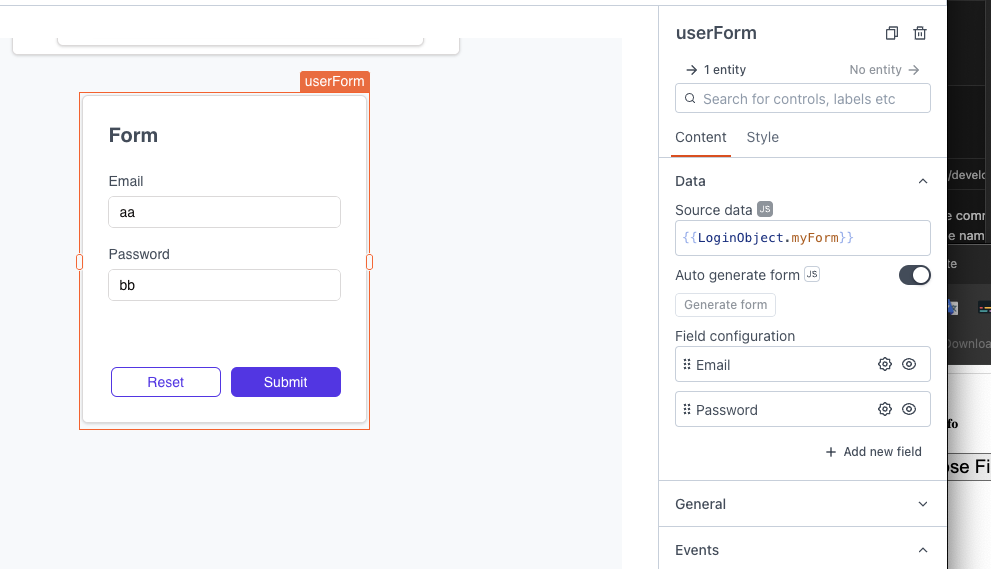 userForm
Form
Email
aa
Password
bb
Reset
Submit
userForm
1 entity
No entity
Search for controls, labels etc
Content
Style
Data
Source data JS
{{LoginObject.myForm}}
Auto generate form JS
Generate form
Field configuration
Email
Password
+ Add new field
General
Events
/develo
e comm
e nam
te
Downloa
fo
ose Fi